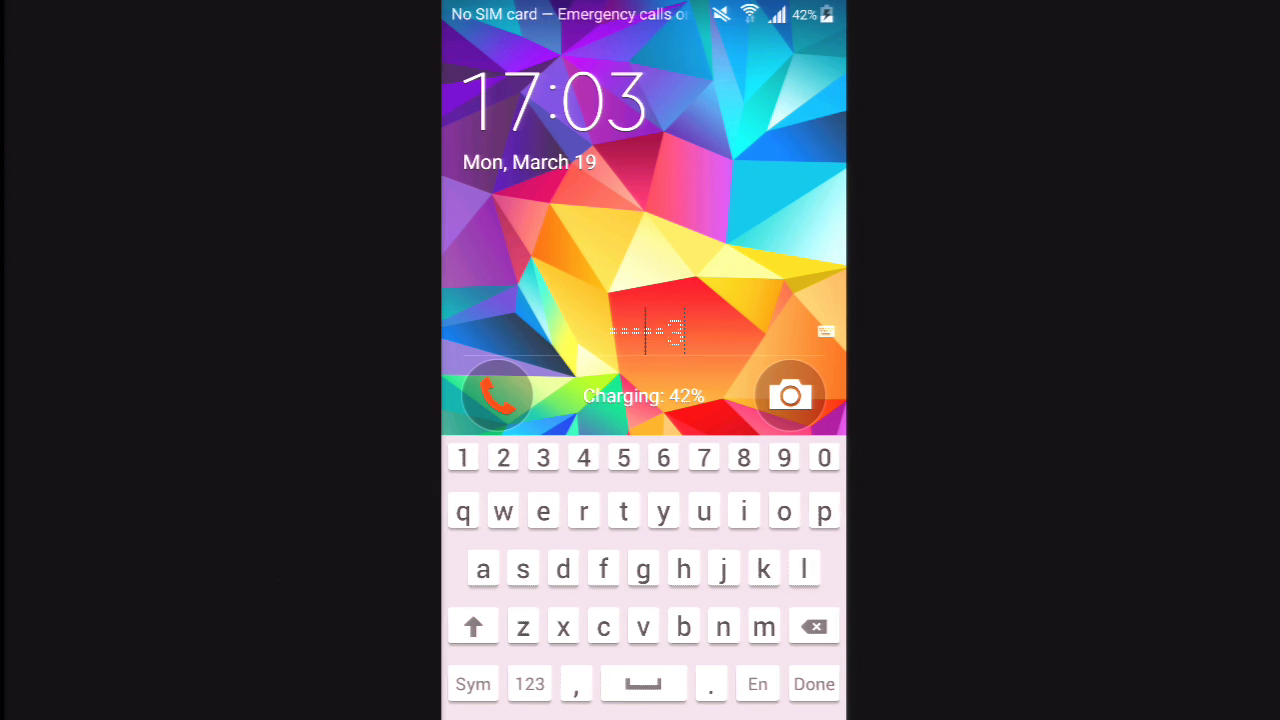 No SIM card — Emergency calls o
42%
17:03
Mon, March 19
3
Charging: 42%
1 2 3 4 5 6 7 8 9 0
q w e r t y u i o p
a s d f g h j k l
z x c v b n m
Sym 123 , . En Done